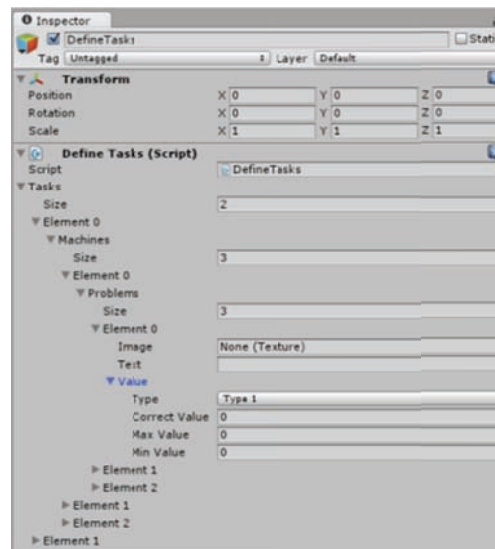 Inspector
DefineTasks Stati
Tag Untagged Layer Default
Transform
Position X 0 Y 0 Z 0
Rotation X 0 Y 0 Z 0
Scale X 1 Y 1 Z 1
Define Tasks (Script)
Script DefineTasks
Tasks
Size 2
Element 0
Machines
Size 3
Element 0
Problems
Size 3
Element 0
Image None (Texture)
Text
Value
Type Type 1
Correct Value 0
Max Value 0
Min Value 0
Element 1
Element 2
Element 1
Element 2
Element 1